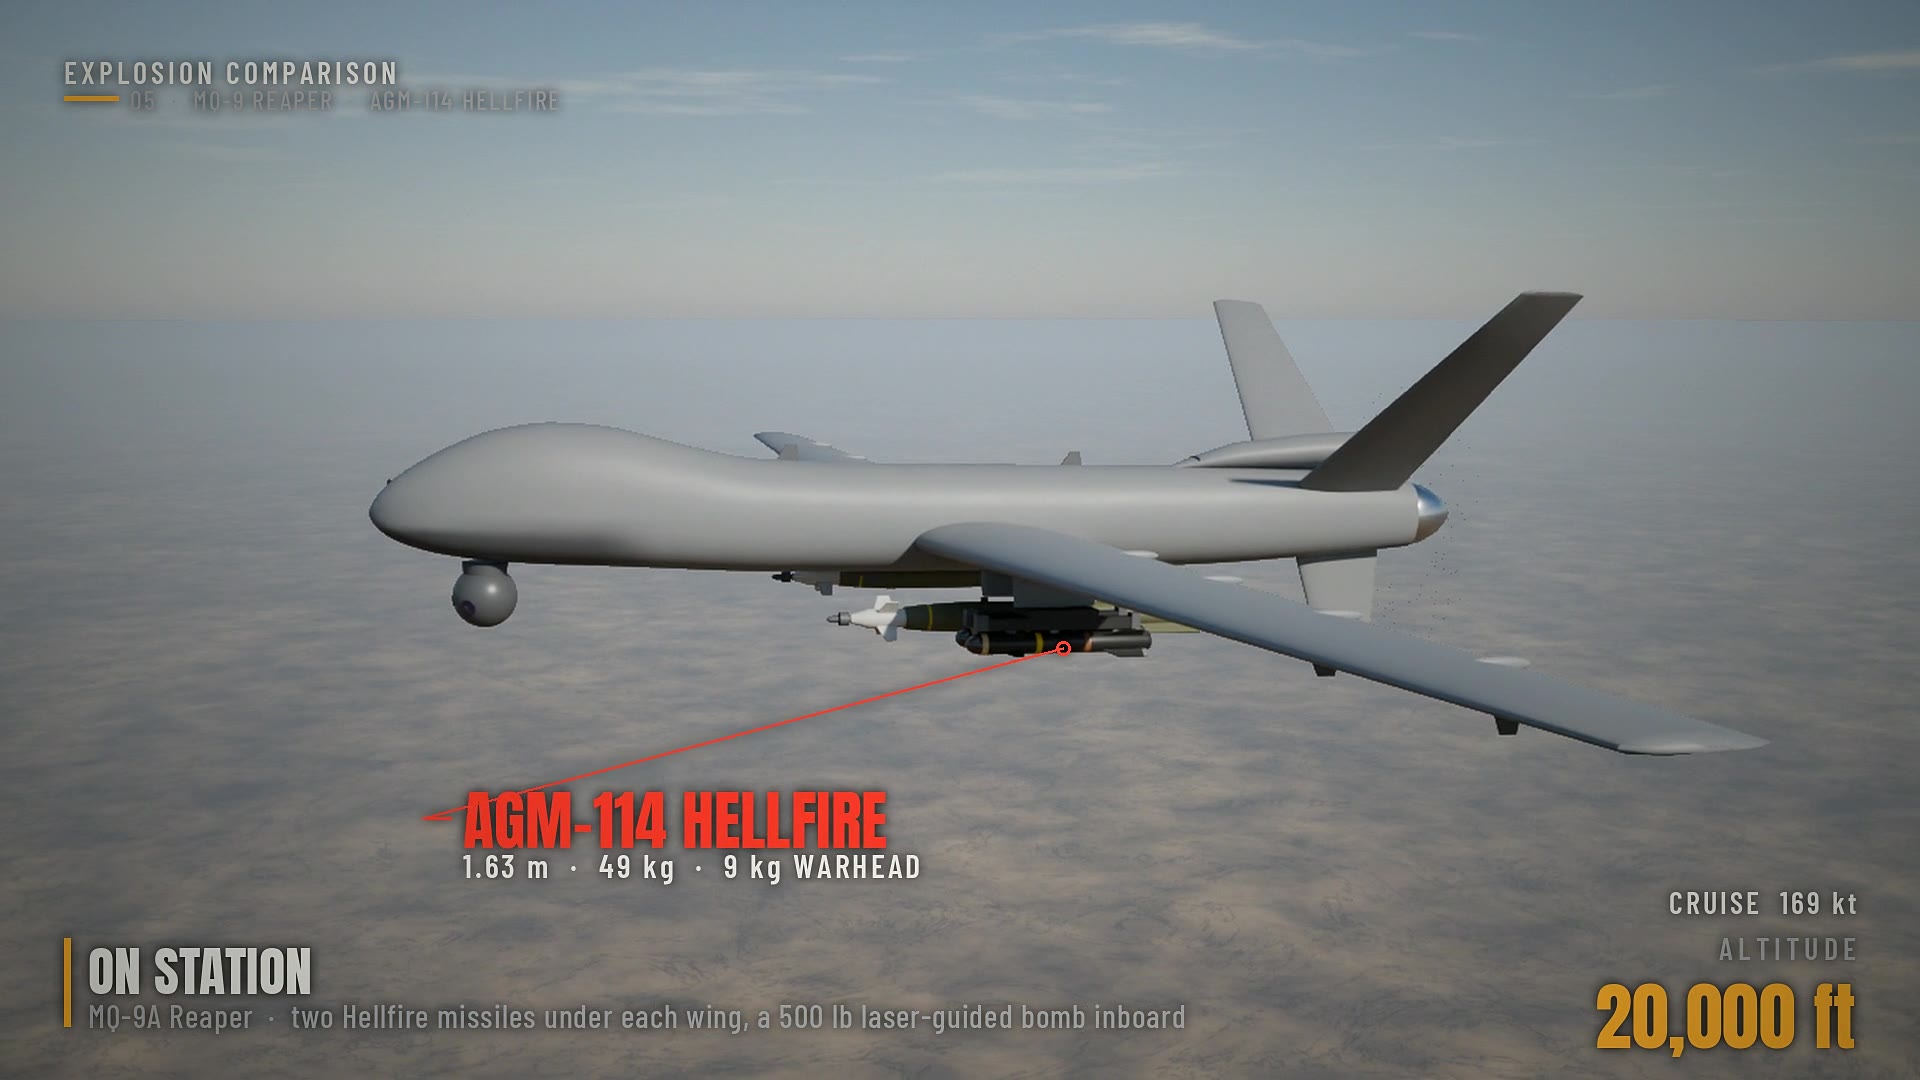 EXPLOSION COMPARISON
05 · MQ-9 REAPER · AGM-114 HELLFIRE
AGM-114 HELLFIRE
1.63 m · 49 kg · 9 kg WARHEAD
CRUISE 169 kt
ALTITUDE
20,000 ft
ON STATION
MQ-9A Reaper · two Hellfire missiles under each wing, a 500 lb laser-guided bomb inboard